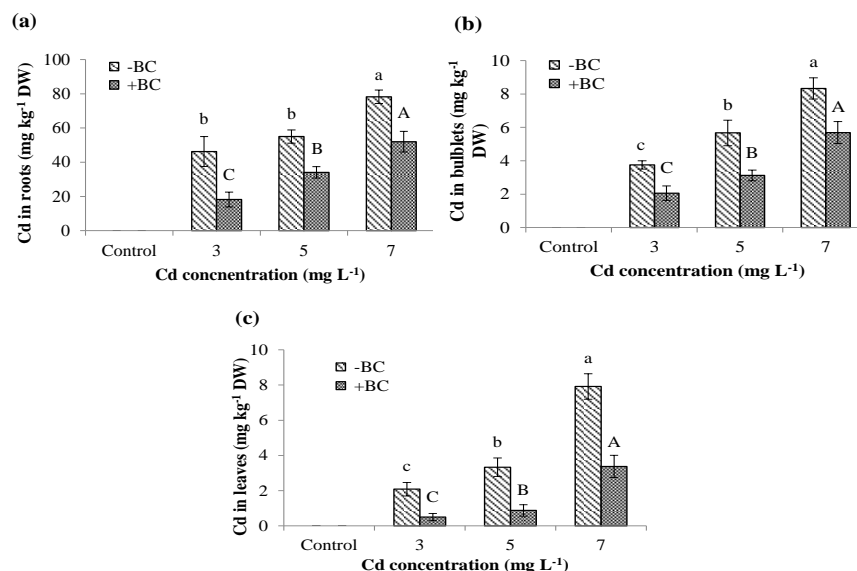 (a)
Cd in roots (mg kg-1 DW)
100
80
60
40
20
0
-BC
+BC
b
C
b
B
a
A
Control 3 5 7
Cd concnentration (mg L-1)
(b)
Cd in bulblets (mg kg-1
DW)
10
8
6
4
2
0
-BC
+BC
c
C
b
B
a
A
Control 3 5 7
Cd concentration (mg L-1)
(c)
Cd in leaves (mg kg-1 DW)
10
8
6
4
2
0
-BC
+BC
c
C
b
B
a
A
Control 3 5 7
Cd concentration (mg L-1)